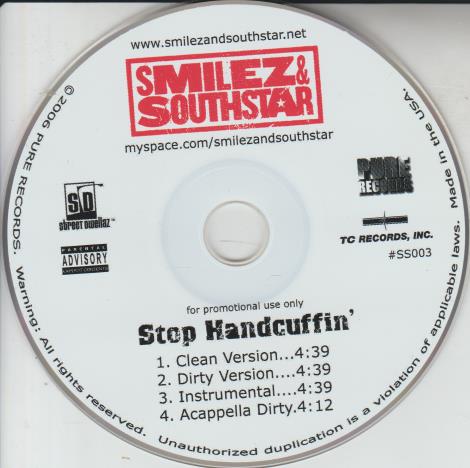 www.smilezandsouthstar.net
SMILEZ &
SOUTHSTAR
myspace.com/smilezandsouthstar
SD
street dwellaz™
PARENTAL
ADVISORY
EXPLICIT CONTENT
PURE
RECORDS
TC RECORDS, INC.
#SS003
for promotional use only
Stop Handcuffin'
1. Clean Version...4:39
2. Dirty Version....4:39
3. Instrumental....4:39
4. Acappella Dirty.4:12
©2006 PURE RECORDS. Warning: All rights reserved. Unauthorized duplication is a violation of applicable laws. Made in the USA.